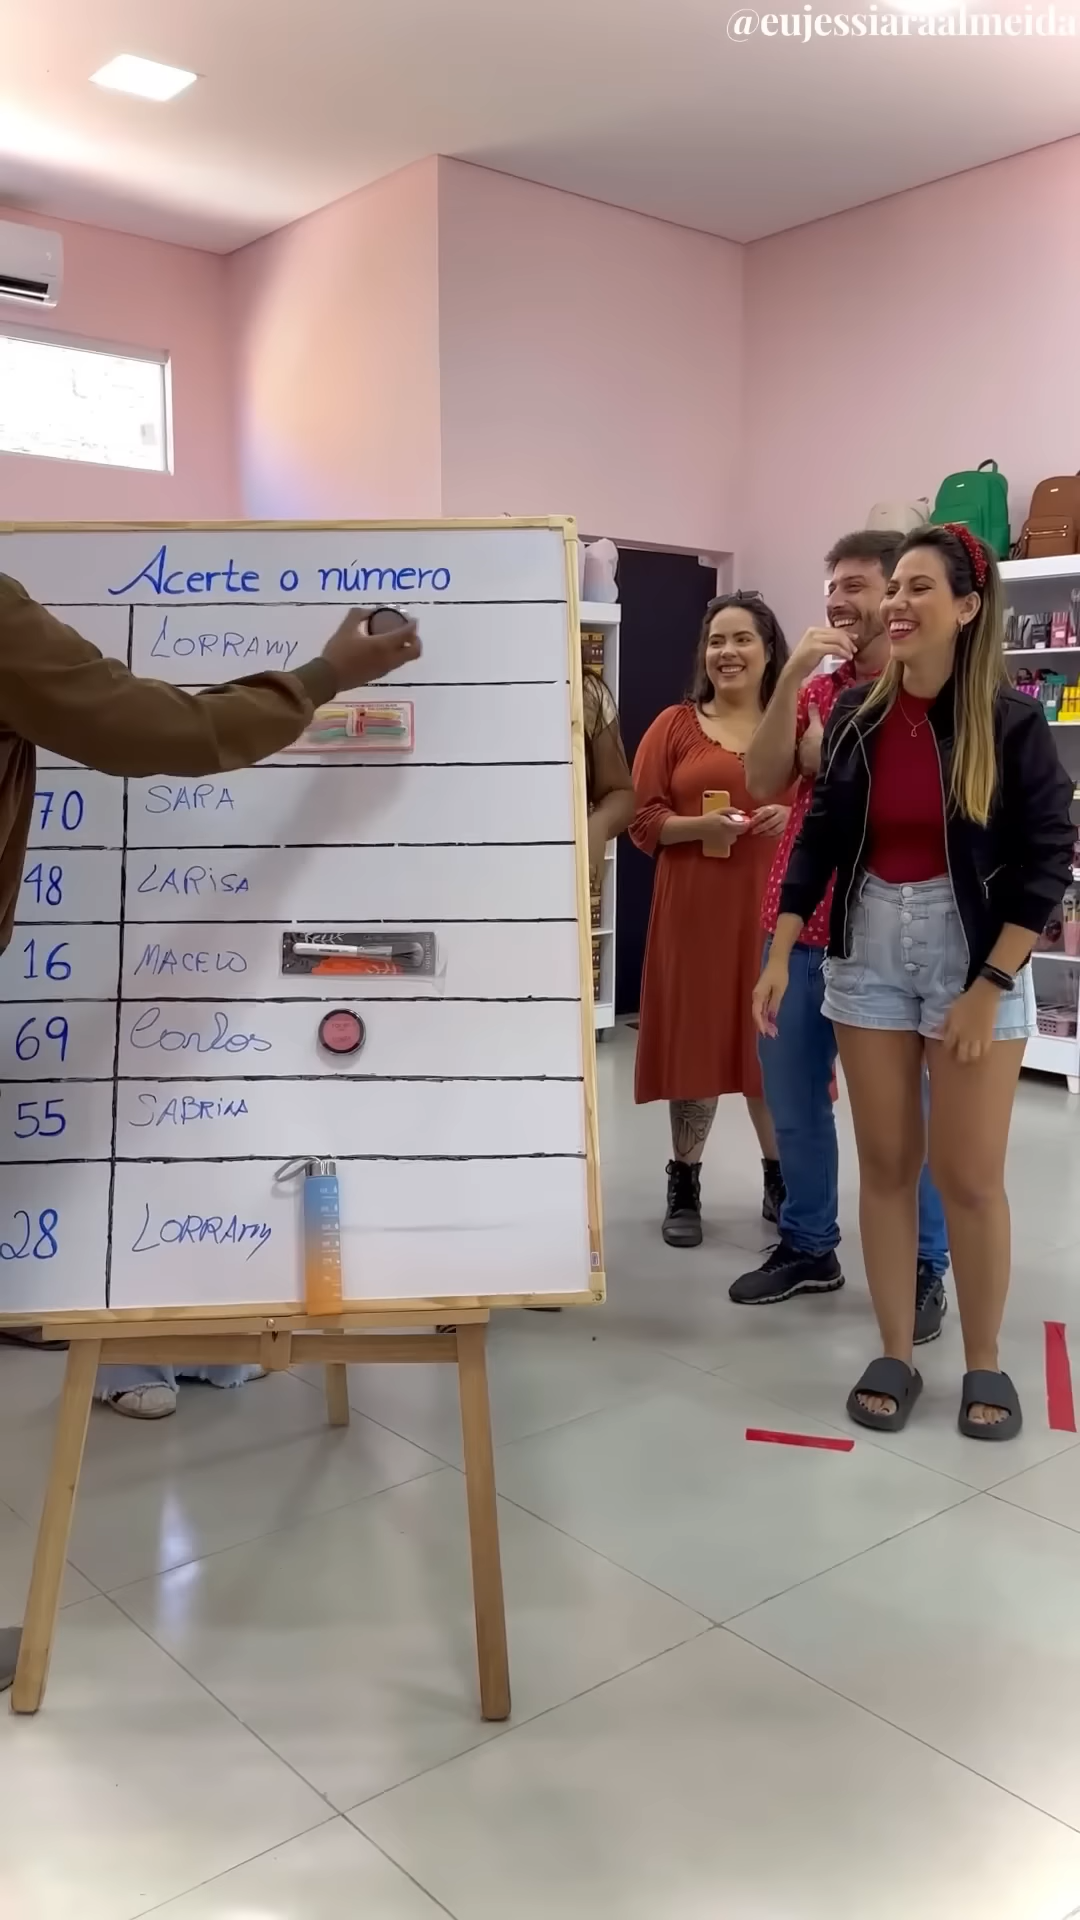 @eujessiaraalmeida
Acerte o número
LORRANY
70 SARA
48 LARISA
16 MACELO
69 Carlos
55 SABRINA
28 LORRANY